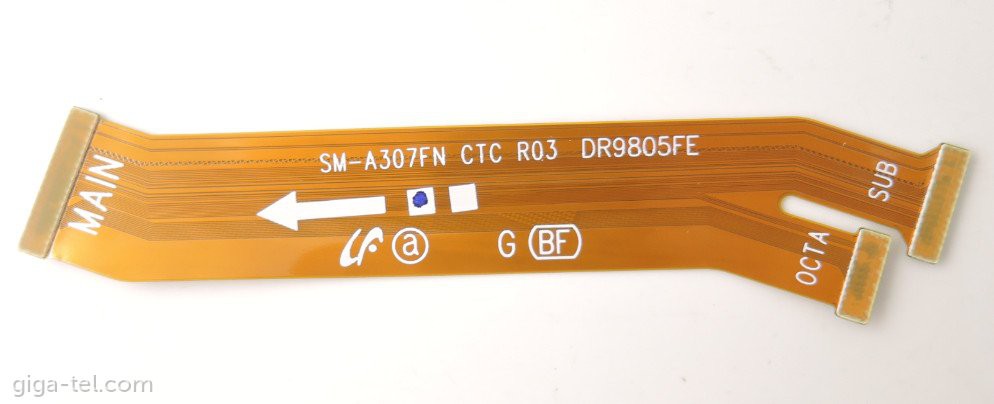 SM-A307FN CTC R03 DR9805FE
MAIN
SUB
OCTA
a G BF
giga-tel.com